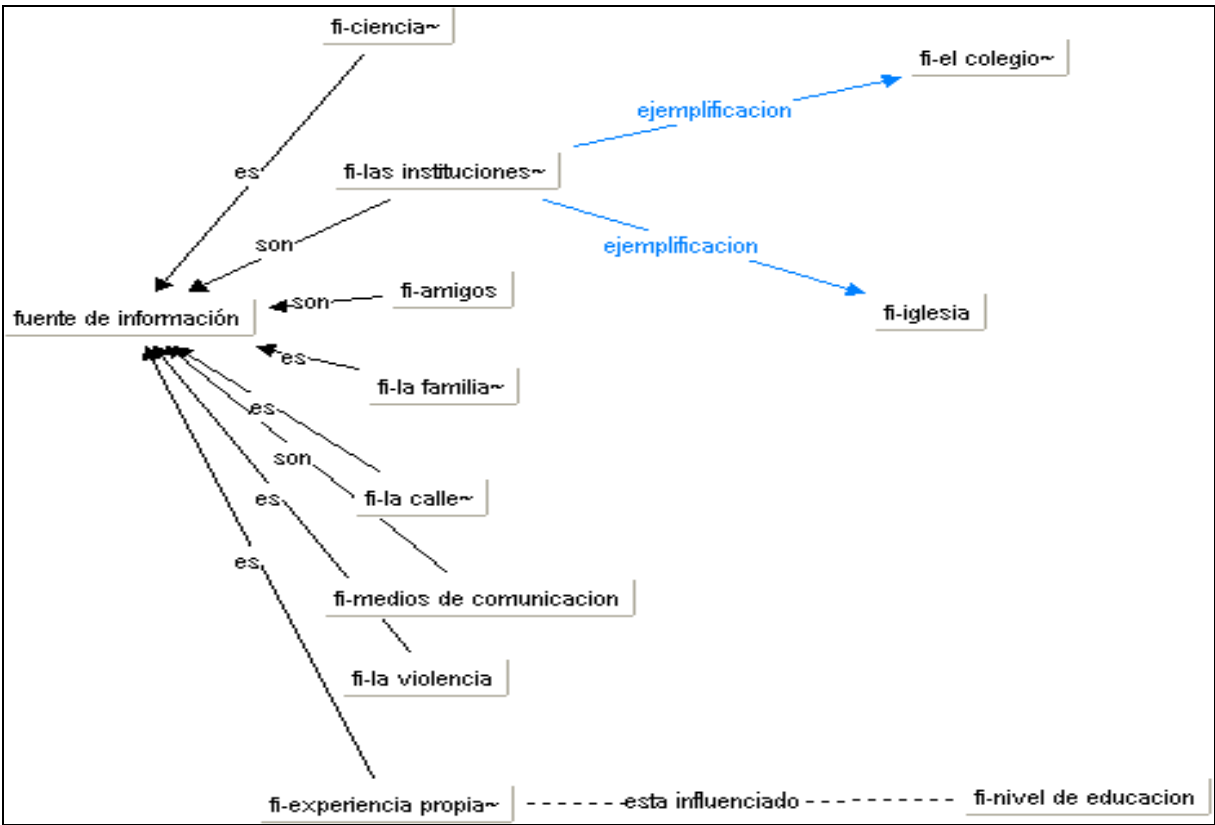 fi-ciencia~
fi-el colegio~
ejemplificacion
es
fi-las instituciones~
son
ejemplificacion
fi-amigos
son
fuente de información
fi-iglesia
es
fi-la familia~
es
son
es
fi-la calle~
es
fi-medios de comunicacion
fi-la violencia
fi-experiencia propia~
esta influenciado
fi-nivel de educacion